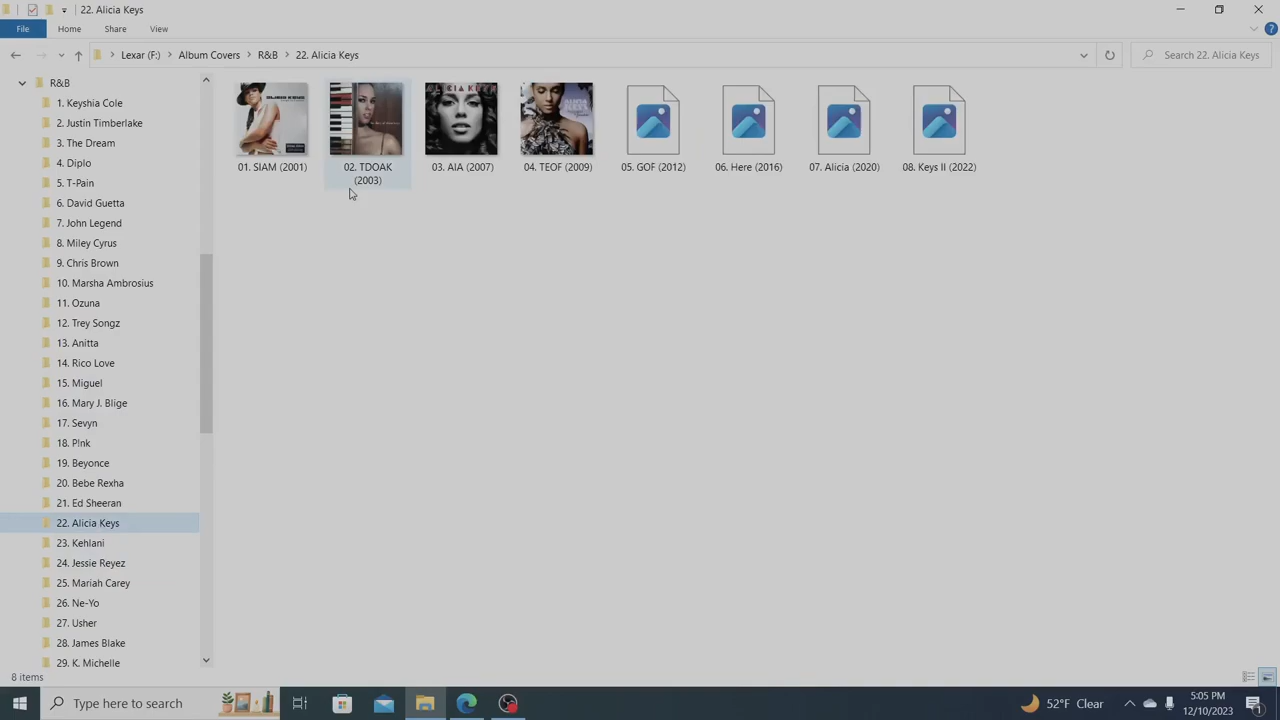 22. Alicia Keys
File
Home
Share
View
Lexar (F:)
Album Covers
R&B
22. Alicia Keys
Search 22. Alicia Keys
R&B
1. Keyshia Cole
2. Justin Timberlake
3. The Dream
4. Diplo
5. T-Pain
6. David Guetta
7. John Legend
8. Miley Cyrus
9. Chris Brown
10. Marsha Ambrosius
11. Ozuna
12. Trey Songz
13. Anitta
14. Rico Love
15. Miguel
16. Mary J. Blige
17. Sevyn
18. P!nk
19. Beyonce
20. Bebe Rexha
21. Ed Sheeran
22. Alicia Keys
23. Kehlani
24. Jessie Reyez
25. Mariah Carey
26. Ne-Yo
27. Usher
28. James Blake
29. K. Michelle
ALICIA KEYS
ALICIA KEYS
01. SIAM (2001)
02. TDOAK
(2003)
03. AIA (2007)
04. TEOF (2009)
05. GOF (2012)
06. Here (2016)
07. Alicia (2020)
08. Keys II (2022)
8 items
Type here to search
52°F Clear
5:05 PM
12/10/2023
1